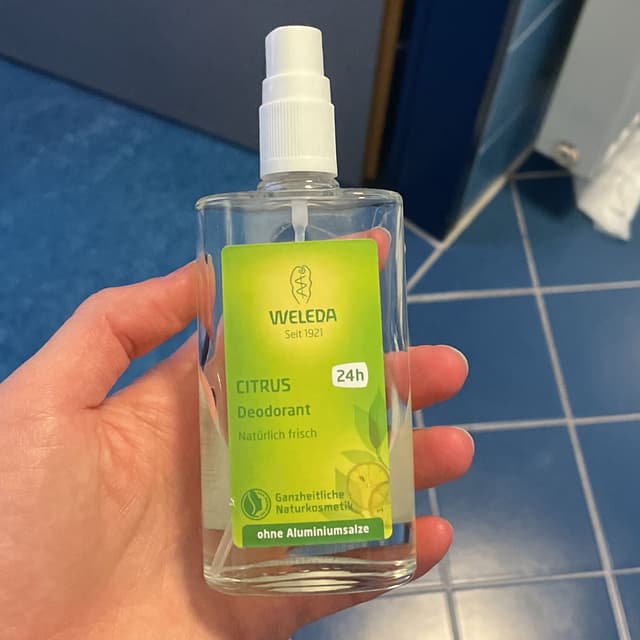 WELEDA
Seit 1921
CITRUS
24h
Deodorant
Natürlich frisch
Ganzheitliche
Naturkosmetik
ohne Aluminiumsalze